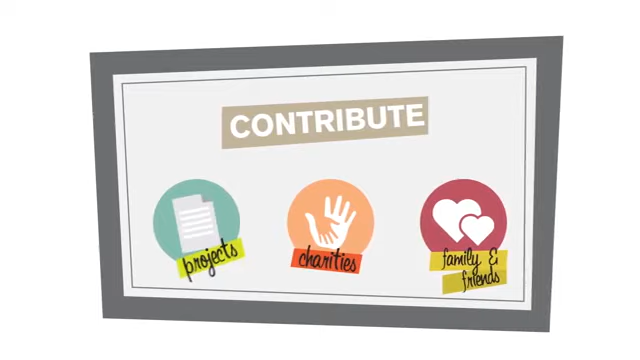 CONTRIBUTE
projects
charities
family &
friends